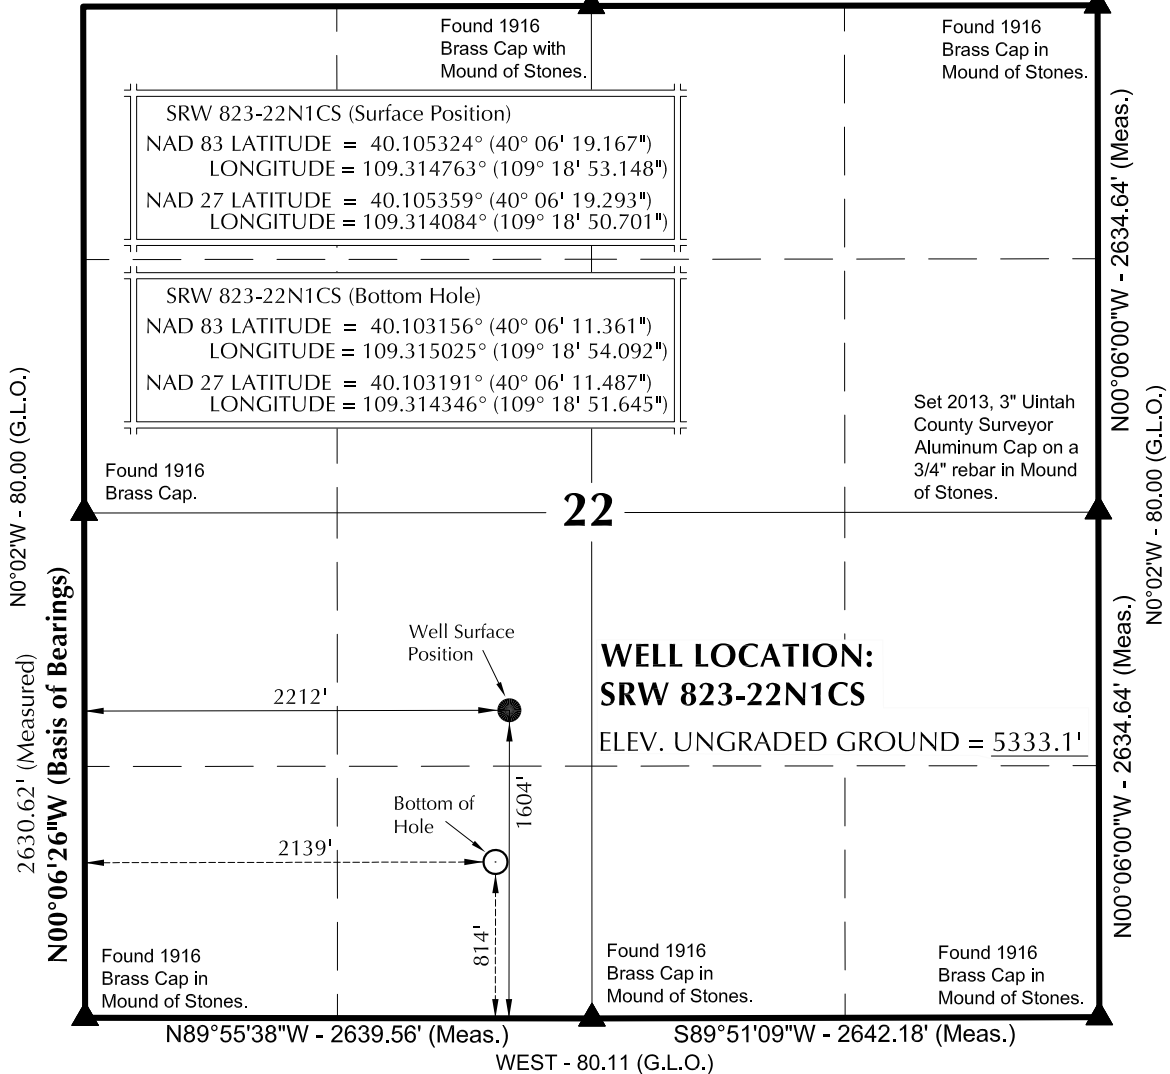 Found 1916
Brass Cap with
Mound of Stones.
Found 1916
Brass Cap in
Mound of Stones.
SRW 823-22N1CS (Surface Position)
NAD 83 LATITUDE = 40.105324° (40° 06' 19.167")
LONGITUDE = 109.314763° (109° 18' 53.148")
NAD 27 LATITUDE = 40.105359° (40° 06' 19.293")
LONGITUDE = 109.314084° (109° 18' 50.701")
SRW 823-22N1CS (Bottom Hole)
NAD 83 LATITUDE = 40.103156° (40° 06' 11.361")
LONGITUDE = 109.315025° (109° 18' 54.092")
NAD 27 LATITUDE = 40.103191° (40° 06' 11.487")
LONGITUDE = 109.314346° (109° 18' 51.645")
N00°06'00"W - 2634.64' (Meas.)
N0°02'W - 80.00 (G.L.O.)
N0°02'W - 80.00 (G.L.O.)
Set 2013, 3" Uintah
County Surveyor
Aluminum Cap on a
3/4" rebar in Mound
of Stones.
Found 1916
Brass Cap.
22
2630.62' (Measured)
N00°06'26"W (Basis of Bearings)
Well Surface
Position
2212'
WELL LOCATION:
SRW 823-22N1CS
ELEV. UNGRADED GROUND = 5333.1'
N00°06'00"W - 2634.64' (Meas.)
1604'
Bottom of
Hole
2139'
814'
Found 1916
Brass Cap in
Mound of Stones.
Found 1916
Brass Cap in
Mound of Stones.
Found 1916
Brass Cap in
Mound of Stones.
N89°55'38"W - 2639.56' (Meas.)
S89°51'09"W - 2642.18' (Meas.)
WEST - 80.11 (G.L.O.)